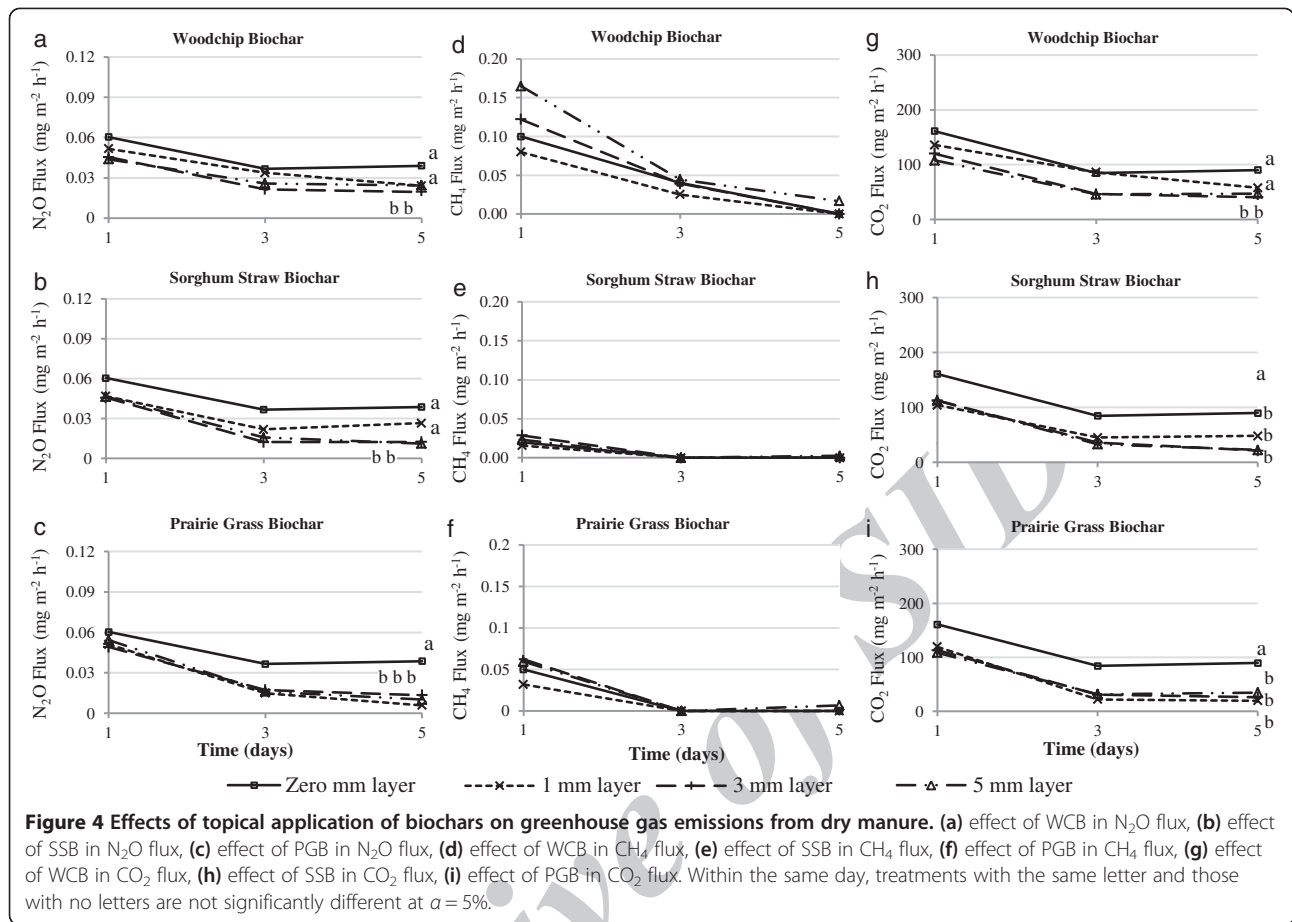 a
Woodchip Biochar
0.12
0.09
0.06
0.03
0
N₂O Flux (mg m⁻² h⁻¹)
a
a
b b
1 3 5
d
Woodchip Biochar
0.20
0.15
0.10
0.05
0.00
CH₄ Flux (mg m⁻² h⁻¹)
1 3 5
g
Woodchip Biochar
300
200
100
0
CO₂ Flux (mg m⁻² h⁻¹)
a
a
b b
1 3 5
b
Sorghum Straw Biochar
0.12
0.09
0.06
0.03
0
N₂O Flux (mg m⁻² h⁻¹)
a
a
b b
1 3 5
e
Sorghum Straw Biochar
0.20
0.15
0.10
0.05
0.00
CH₄ Flux (mg m⁻² h⁻¹)
1 3 5
h
Sorghum Straw Biochar
300
200
100
0
CO₂ Flux (mg m⁻² h⁻¹)
a
b
b
b
1 3 5
c
Prairie Grass Biochar
0.12
0.09
0.06
0.03
0
N₂O Flux (mg m⁻² h⁻¹)
a
b b b
1 3 5
Time (days)
f
Prairie Grass Biochar
0.2
0.15
0.1
0.05
0
CH₄ Flux (mg m⁻² h⁻¹)
1 3 5
Time (days)
i
Prairie Grass Biochar
300
200
100
0
CO₂ Flux (mg m⁻² h⁻¹)
a
b
b
b
1 3 5
Time (days)
Zero mm layer 1 mm layer 3 mm layer 5 mm layer
Figure 4 Effects of topical application of biochars on greenhouse gas emissions from dry manure. (a) effect of WCB in N₂O flux, (b) effect
of SSB in N₂O flux, (c) effect of PGB in N₂O flux, (d) effect of WCB in CH₄ flux, (e) effect of SSB in CH₄ flux, (f) effect of PGB in CH₄ flux, (g) effect
of WCB in CO₂ flux, (h) effect of SSB in CO₂ flux, (i) effect of PGB in CO₂ flux. Within the same day, treatments with the same letter and those
with no letters are not significantly different at α = 5%.
ive of SID